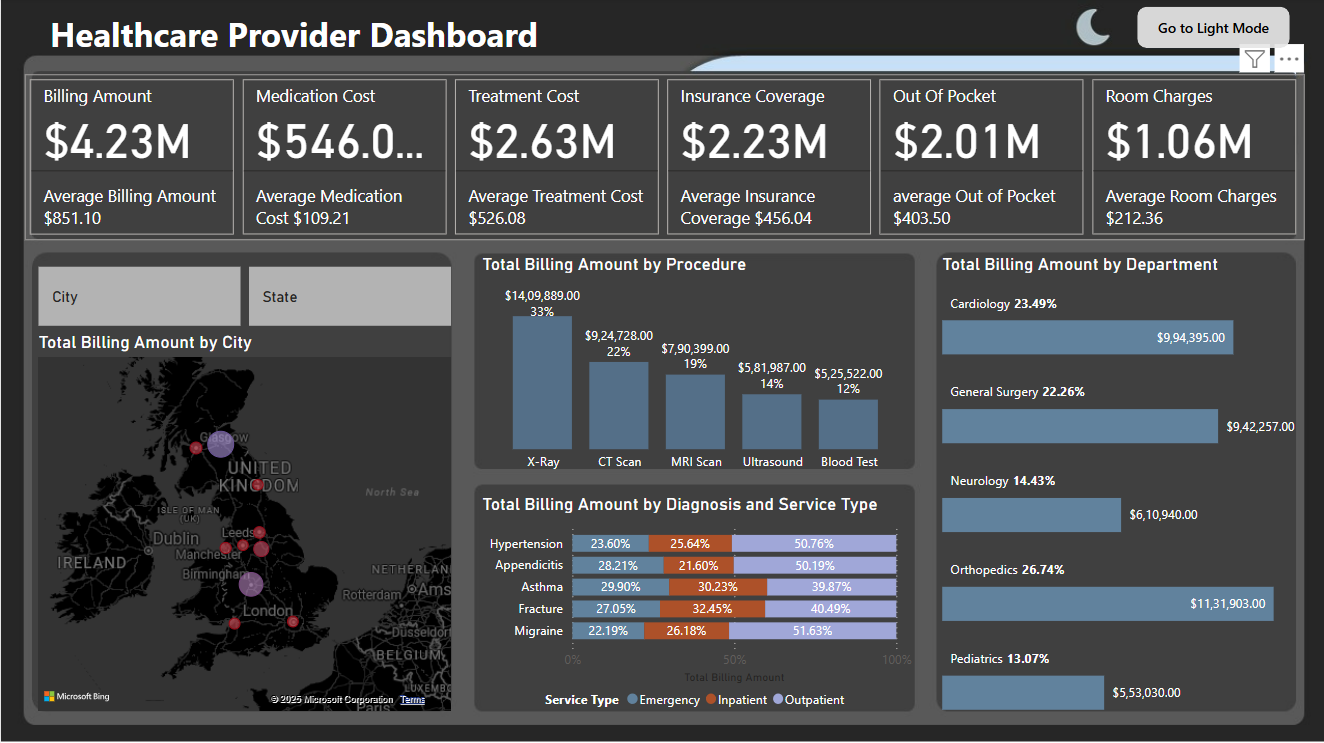 Healthcare Provider Dashboard
Go to Light Mode
Billing Amount
$4.23M
Average Billing Amount
$851.10
Medication Cost
$546.0...
Average Medication
Cost $109.21
Treatment Cost
$2.63M
Average Treatment Cost
$526.08
Insurance Coverage
$2.23M
Average Insurance
Coverage $456.04
Out Of Pocket
$2.01M
average Out of Pocket
$403.50
Room Charges
$1.06M
Average Room Charges
$212.36
City
State
Total Billing Amount by City
Glasgow
UNITED
KINGDOM
North Sea
ISLE OF MAN
(UK)
Dublin
Leeds
Manchester
IRELAND
Birmingham
NETHERLAN
Rotterdam
Ams
London
Düsseldorf
BELGIUM
LUXEMBO
Paris
Microsoft Bing
© 2025 Microsoft Corporation Terms
Total Billing Amount by Procedure
$14,09,889.00
33%
$9,24,728.00
22%
$7,90,399.00
19%
$5,81,987.00
14%
$5,25,522.00
12%
X-Ray
CT Scan
MRI Scan
Ultrasound
Blood Test
Total Billing Amount by Diagnosis and Service Type
Hypertension 23.60% 25.64% 50.76%
Appendicitis 28.21% 21.60% 50.19%
Asthma 29.90% 30.23% 39.87%
Fracture 27.05% 32.45% 40.49%
Migraine 22.19% 26.18% 51.63%
0% 50% 100%
Total Billing Amount
Service Type Emergency Inpatient Outpatient
Total Billing Amount by Department
Cardiology 23.49%
$9,94,395.00
General Surgery 22.26%
$9,42,257.00
Neurology 14.43%
$6,10,940.00
Orthopedics 26.74%
$11,31,903.00
Pediatrics 13.07%
$5,53,030.00